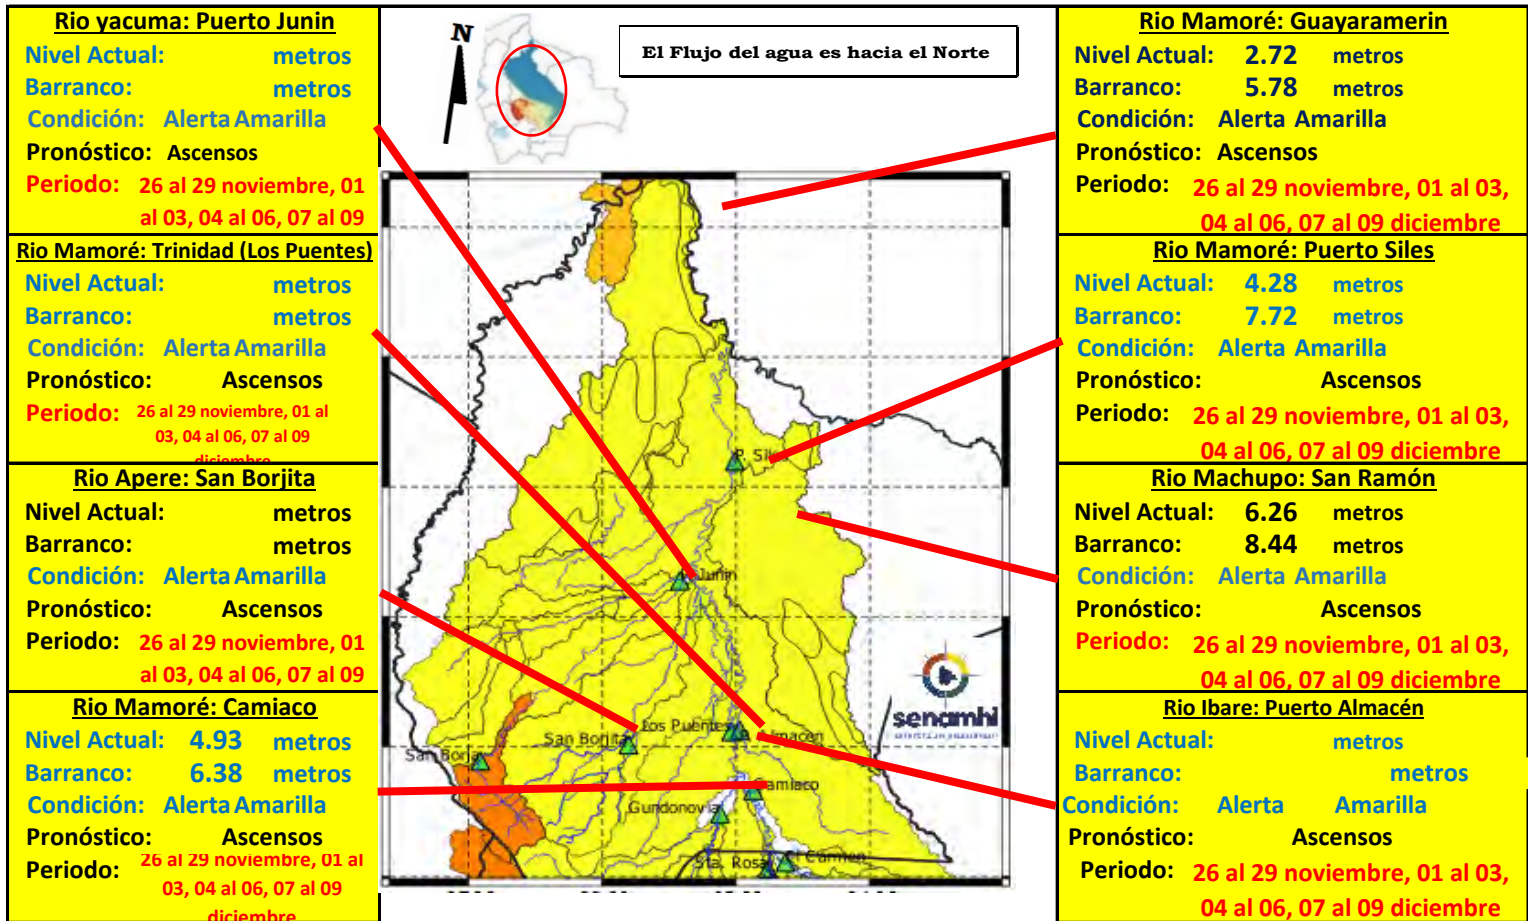 Rio yacuma: Puerto Junin
Nivel Actual: metros
Barranco: metros
Condición: Alerta Amarilla
Pronóstico: Ascensos
Periodo: 26 al 29 noviembre, 01
al 03, 04 al 06, 07 al 09
Rio Mamoré: Trinidad (Los Puentes)
Nivel Actual: metros
Barranco: metros
Condición: Alerta Amarilla
Pronóstico: Ascensos
Periodo: 26 al 29 noviembre, 01 al
03, 04 al 06, 07 al 09
diciembre
Rio Apere: San Borjita
Nivel Actual: metros
Barranco: metros
Condición: Alerta Amarilla
Pronóstico: Ascensos
Periodo: 26 al 29 noviembre, 01
al 03, 04 al 06, 07 al 09
Rio Mamoré: Camiaco
Nivel Actual: 4.93 metros
Barranco: 6.38 metros
Condición: Alerta Amarilla
Pronóstico: Ascensos
Periodo: 26 al 29 noviembre, 01 al
03, 04 al 06, 07 al 09
diciembre
N
El Flujo del agua es hacia el Norte
P. Siles
Junin
Los Puentes
P. Almacen
San Borjita
San Borja
Camiaco
Gundonovia
Sta. Rosa
El Carmen
senamhi
Rio Mamoré: Guayaramerin
Nivel Actual: 2.72 metros
Barranco: 5.78 metros
Condición: Alerta Amarilla
Pronóstico: Ascensos
Periodo: 26 al 29 noviembre, 01 al 03,
04 al 06, 07 al 09 diciembre
Rio Mamoré: Puerto Siles
Nivel Actual: 4.28 metros
Barranco: 7.72 metros
Condición: Alerta Amarilla
Pronóstico: Ascensos
Periodo: 26 al 29 noviembre, 01 al 03,
04 al 06, 07 al 09 diciembre
Rio Machupo: San Ramón
Nivel Actual: 6.26 metros
Barranco: 8.44 metros
Condición: Alerta Amarilla
Pronóstico: Ascensos
Periodo: 26 al 29 noviembre, 01 al 03,
04 al 06, 07 al 09 diciembre
Rio Ibare: Puerto Almacén
Nivel Actual: metros
Barranco: metros
Condición: Alerta Amarilla
Pronóstico: Ascensos
Periodo: 26 al 29 noviembre, 01 al 03,
04 al 06, 07 al 09 diciembre